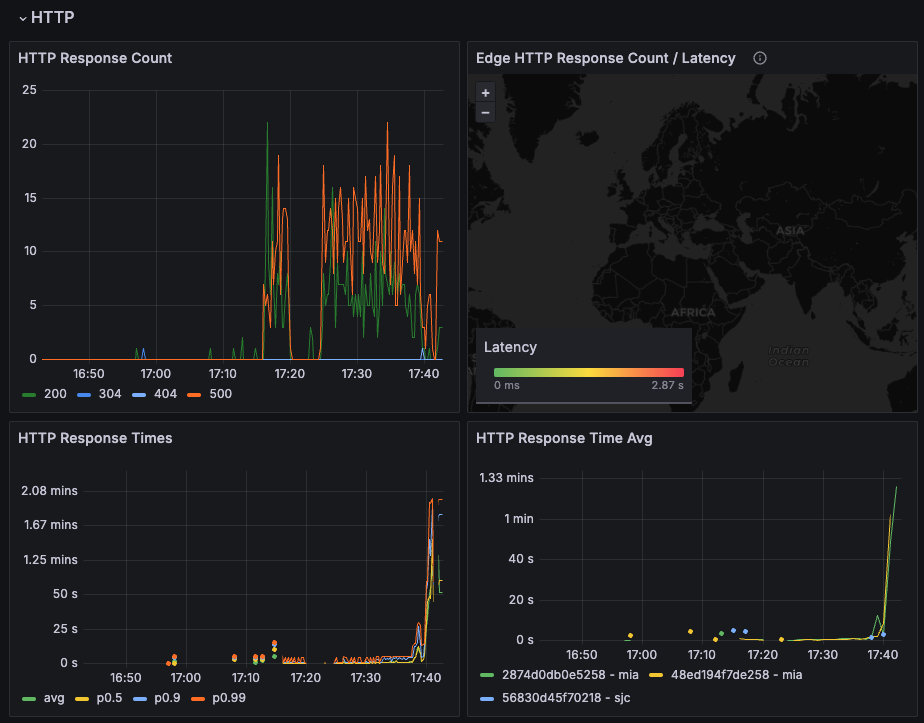 HTTP
HTTP Response Count
25
20
15
10
5
0
16:50 17:00 17:10 17:20 17:30 17:40
200 304 404 500
Edge HTTP Response Count / Latency
+
−
ASIA
AFRICA
Indian
Ocean
Latency
0 ms 2.87 s
HTTP Response Times
2.08 mins
1.67 mins
1.25 mins
50 s
25 s
0 s
16:50 17:00 17:10 17:20 17:30 17:40
avg p0.5 p0.9 p0.99
HTTP Response Time Avg
1.33 mins
1 min
40 s
20 s
0 s
16:50 17:00 17:10 17:20 17:30 17:40
2874d0db0e5258 - mia 48ed194f7de258 - mia
56830d45f70218 - sjc